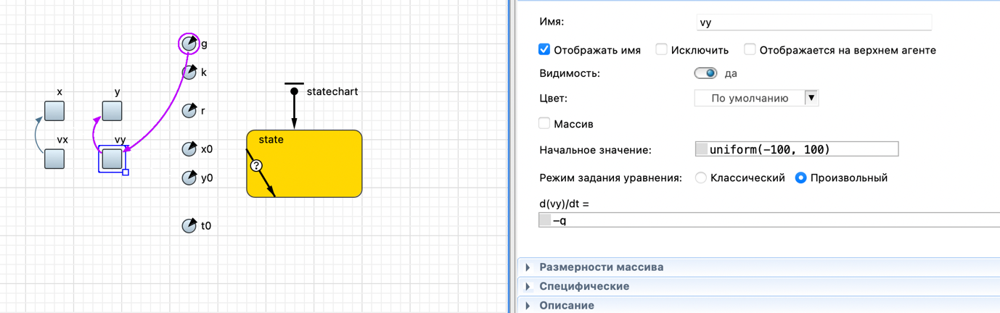 g
k
x y
statechart
r
vx vy
state
x0
?
y0
t0
Имя: vy
Отображать имя Исключить Отображается на верхнем агенте
Видимость: да
Цвет: По умолчанию
Массив
Начальное значение: uniform(-100, 100)
Режим задания уравнения: Классический Произвольный
d(vy)/dt =
-g
Размерности массива
Специфические
Описание